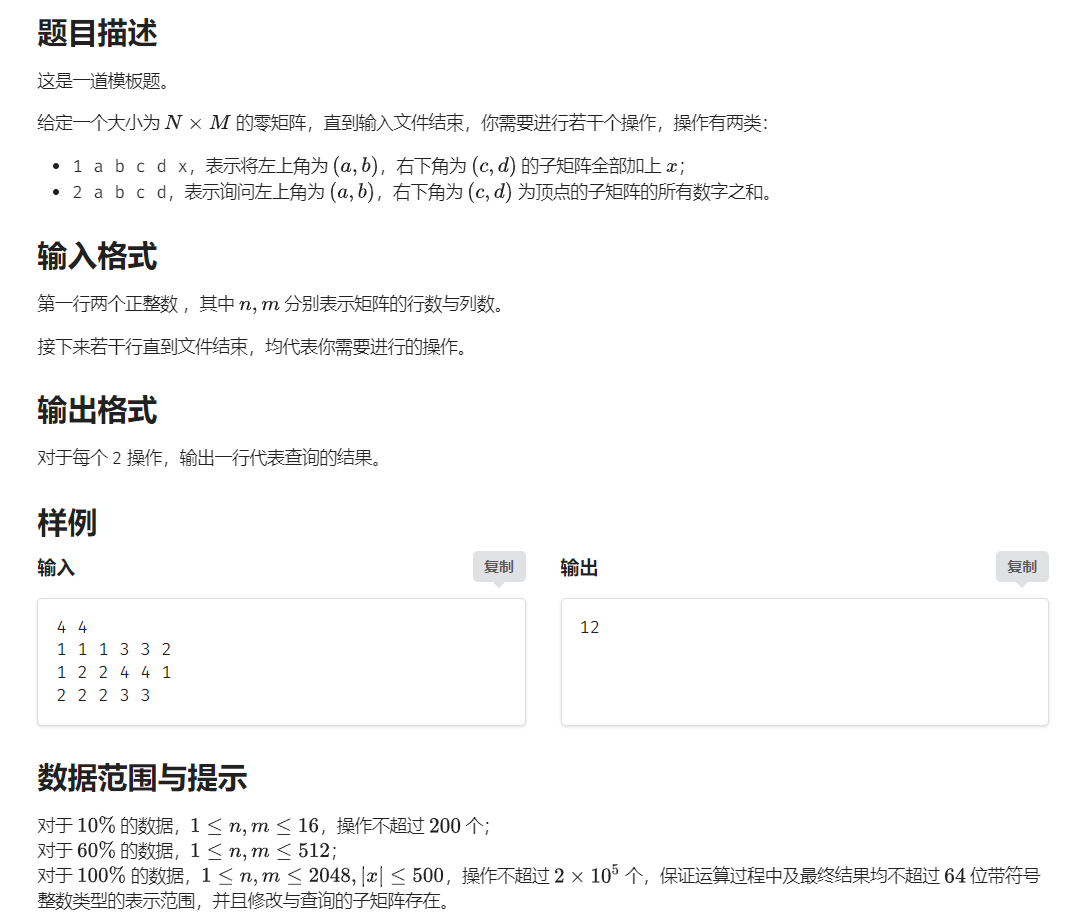 题目描述
这是一道模板题。
给定一个大小为 N × M 的零矩阵，直到输入文件结束，你需要进行若干个操作，操作有两类：
• 1 a b c d x，表示将左上角为 (a, b)，右下角为 (c, d) 的子矩阵全部加上 x；
• 2 a b c d，表示询问左上角为 (a, b)，右下角为 (c, d) 为顶点的子矩阵的所有数字之和。
输入格式
第一行两个正整数 ，其中 n, m 分别表示矩阵的行数与列数。
接下来若干行直到文件结束，均代表你需要进行的操作。
输出格式
对于每个 2 操作，输出一行代表查询的结果。
样例
输入 复制 输出 复制
4 4
1 1 1 3 3 2
1 2 2 4 4 1
2 2 2 3 3
12
数据范围与提示
对于 10% 的数据，1 ≤ n, m ≤ 16，操作不超过 200 个；
对于 60% 的数据，1 ≤ n, m ≤ 512；
对于 100% 的数据，1 ≤ n, m ≤ 2048, |x| ≤ 500，操作不超过 2 × 10⁵ 个，保证运算过程中及最终结果均不超过 64 位带符号
整数类型的表示范围，并且修改与查询的子矩阵存在。